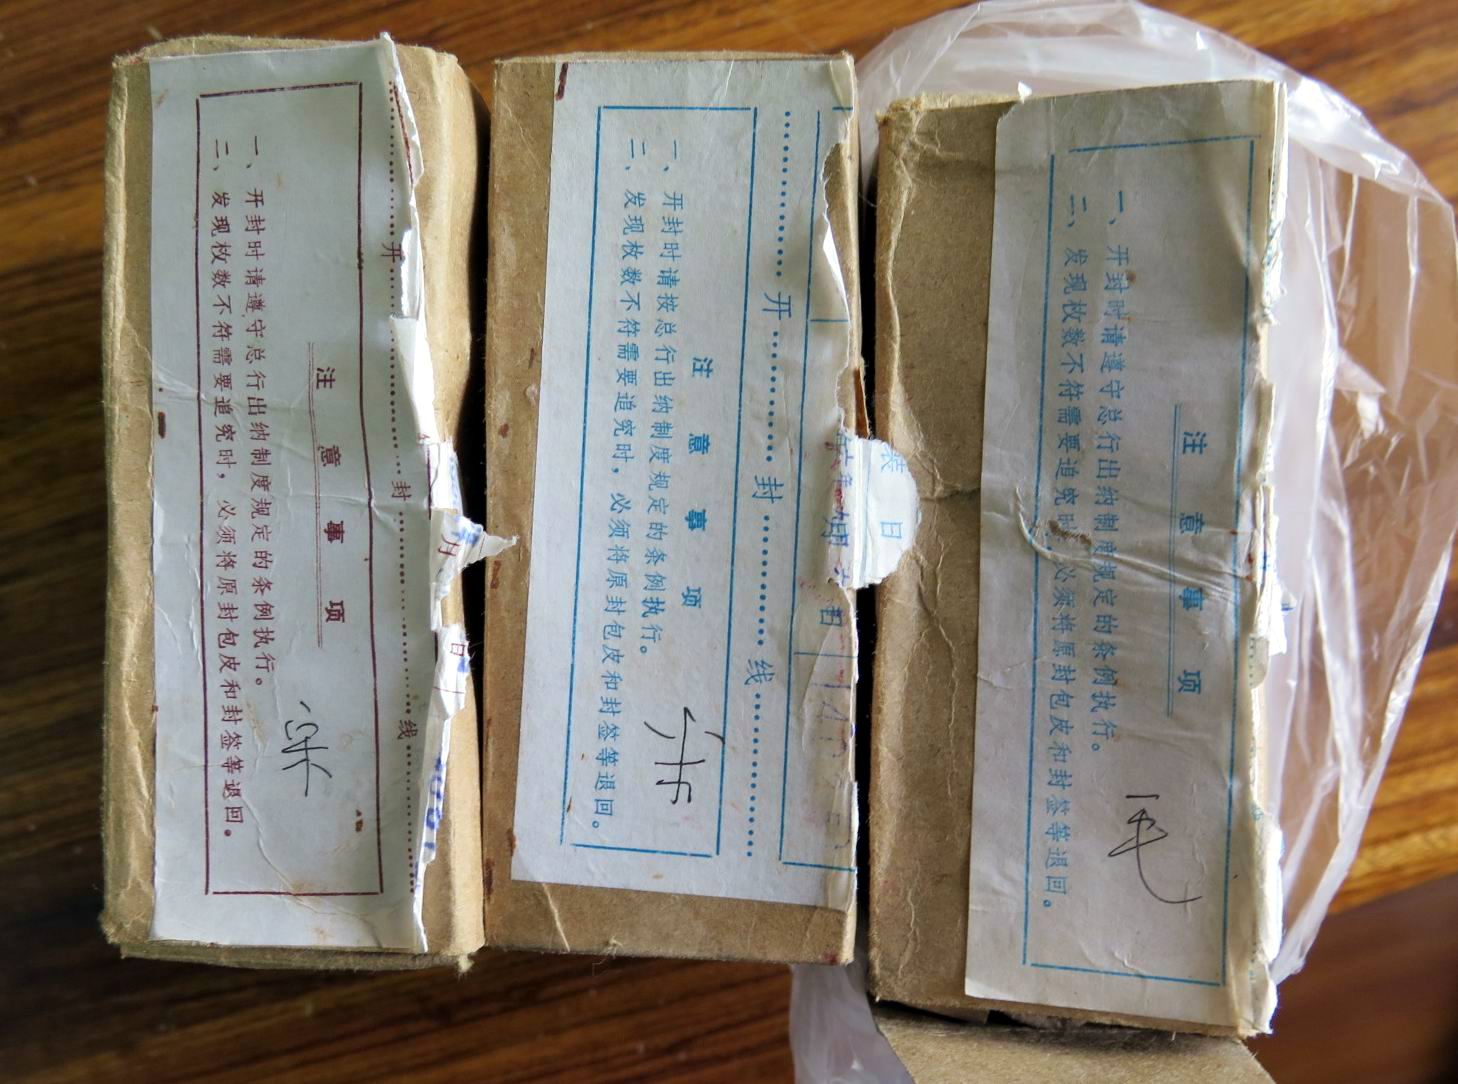 注意事项
一、开封时请遵守总行出纳制度规定的条例执行。
二、发现枚数不符需要追究时，必须将原封包皮和封签等退回。
开封线
月
日
注意事项
一、开封时请按总行出纳制度规定的条例执行。
二、发现枚数不符需要追究时，必须将原封包皮和封签等退回。
开封线
装
日
日
注意事项
一、开封时请遵守总行出纳制度规定的条例执行。
二、发现枚数不符需要追究时必须将原封包皮和封签等退回。